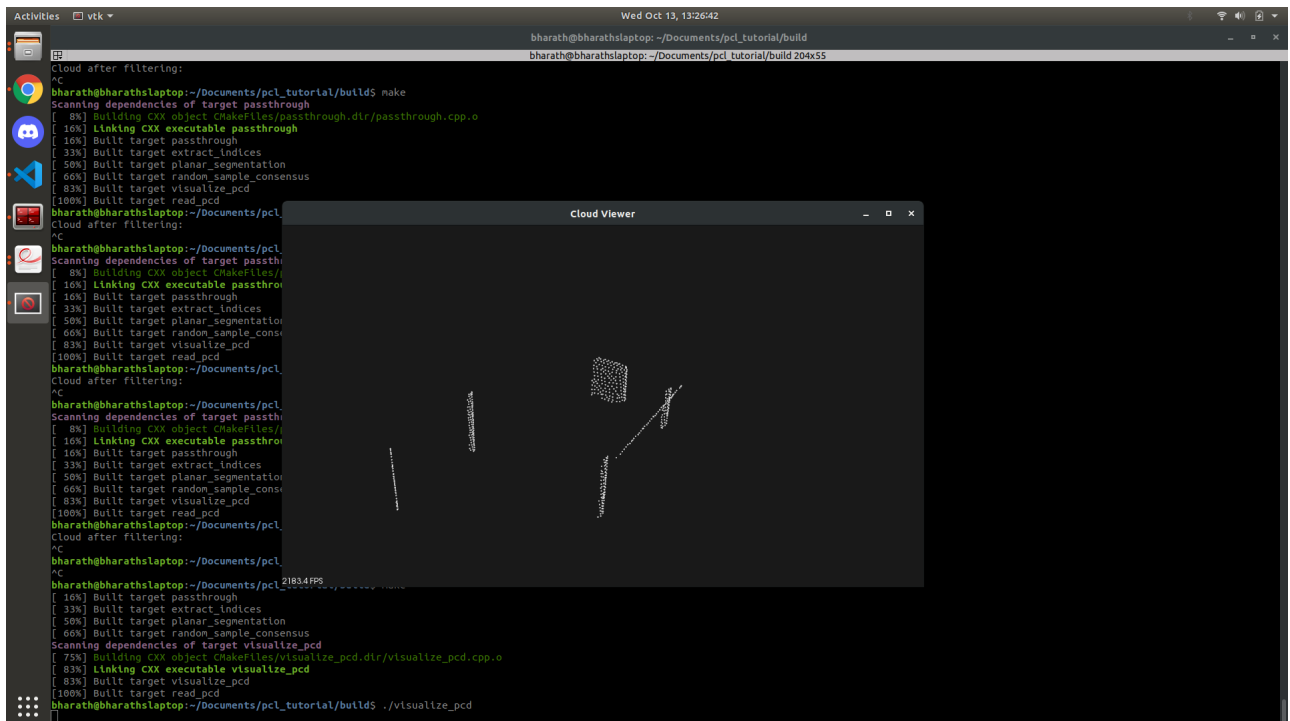 Activities vtk Wed Oct 13, 13:26:42
bharath@bharathslaptop: ~/Documents/pcl_tutorial/build
bharath@bharathslaptop: ~/Documents/pcl_tutorial/build 204x55
Cloud after filtering:
^C
bharath@bharathslaptop:~/Documents/pcl_tutorial/build$ make
Scanning dependencies of target passthrough
[  8%] Building CXX object CMakeFiles/passthrough.dir/passthrough.cpp.o
[ 16%] Linking CXX executable passthrough
[ 16%] Built target passthrough
[ 33%] Built target extract_indices
[ 50%] Built target planar_segmentation
[ 66%] Built target random_sample_consensus
[ 83%] Built target visualize_pcd
[100%] Built target read_pcd
bharath@bharathslaptop:~/Documents/pcl_
Cloud Viewer
Cloud after filtering:
^C
bharath@bharathslaptop:~/Documents/pcl_
Scanning dependencies of target passth
[  8%] Building CXX object CMakeFiles/
[ 16%] Linking CXX executable passthro
[ 16%] Built target passthrough
[ 33%] Built target extract_indices
[ 50%] Built target planar_segmentatio
[ 66%] Built target random_sample_cons
[ 83%] Built target visualize_pcd
[100%] Built target read_pcd
bharath@bharathslaptop:~/Documents/pcl_
Cloud after filtering:
^C
bharath@bharathslaptop:~/Documents/pcl_
Scanning dependencies of target passth
[  8%] Building CXX object CMakeFiles/
[ 16%] Linking CXX executable passthro
[ 16%] Built target passthrough
[ 33%] Built target extract_indices
[ 50%] Built target planar_segmentatio
[ 66%] Built target random_sample_cons
[ 83%] Built target visualize_pcd
[100%] Built target read_pcd
bharath@bharathslaptop:~/Documents/pcl_
Cloud after filtering:
^C
bharath@bharathslaptop:~/Documents/pcl_
^C
2183.4 FPS
bharath@bharathslaptop:~/Documents/pcl_tutorial/build$ make
[ 16%] Built target passthrough
[ 33%] Built target extract_indices
[ 50%] Built target planar_segmentation
[ 66%] Built target random_sample_consensus
Scanning dependencies of target visualize_pcd
[ 75%] Building CXX object CMakeFiles/visualize_pcd.dir/visualize_pcd.cpp.o
[ 83%] Linking CXX executable visualize_pcd
[ 83%] Built target visualize_pcd
[100%] Built target read_pcd
bharath@bharathslaptop:~/Documents/pcl_tutorial/build$ ./visualize_pcd